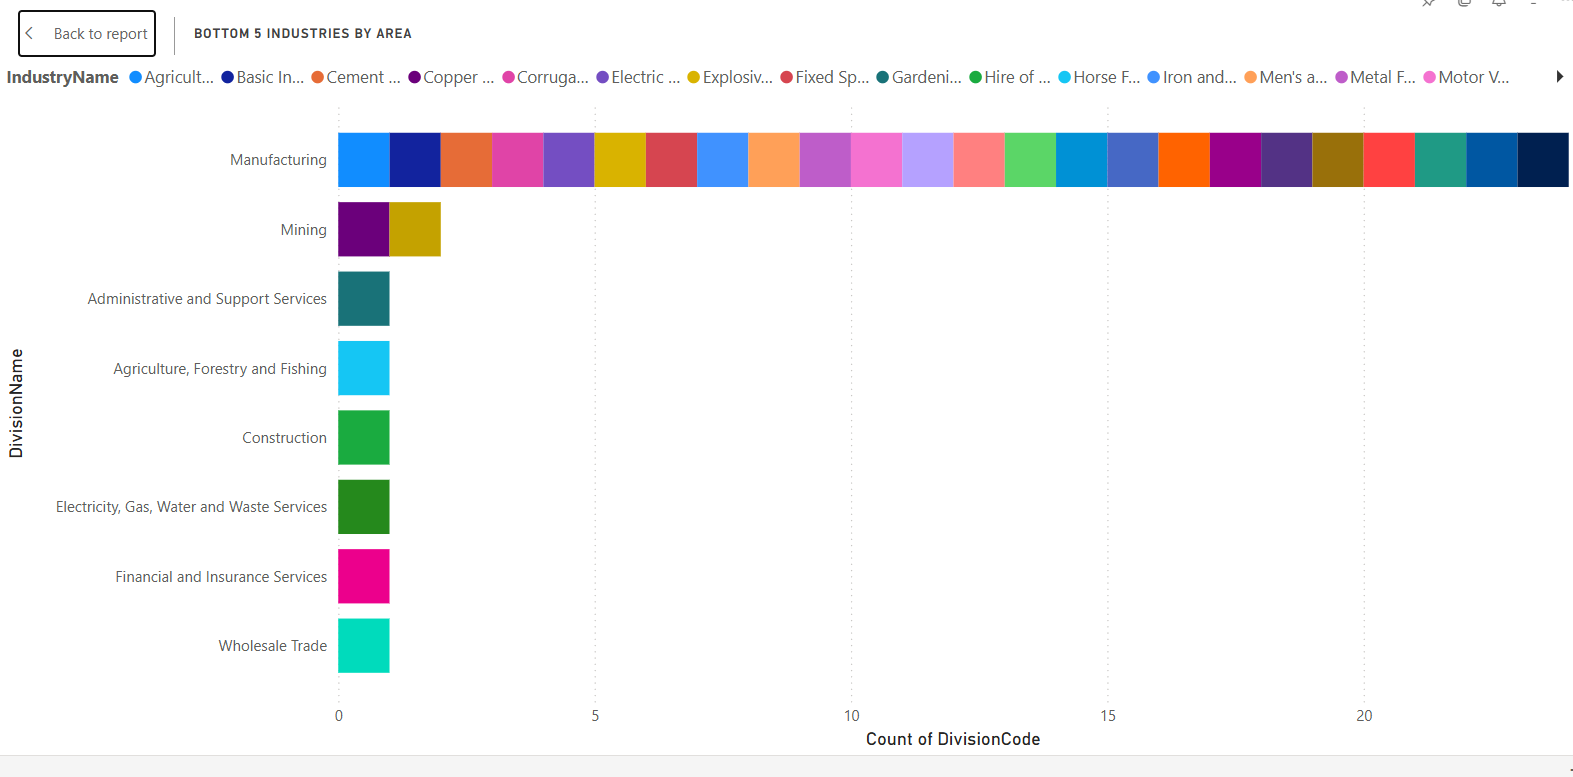 Back to report
BOTTOM 5 INDUSTRIES BY AREA
IndustryName Agricult... Basic In... Cement ... Copper ... Corruga... Electric ... Explosiv... Fixed Sp... Gardeni... Hire of ... Horse F... Iron and... Men's a... Metal F... Motor V...
Manufacturing
Mining
Administrative and Support Services
Agriculture, Forestry and Fishing
Construction
Electricity, Gas, Water and Waste Services
Financial and Insurance Services
Wholesale Trade
DivisionName
0 5 10 15 20
Count of DivisionCode